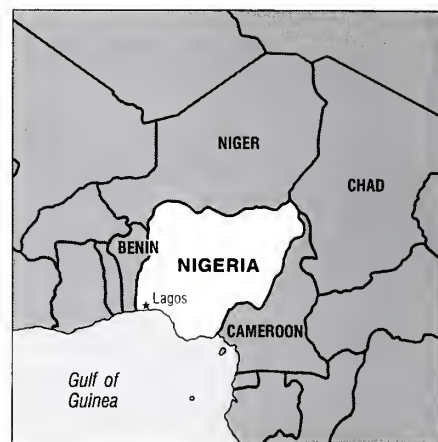 NIGER
CHAD
BENIN
NIGERIA
Lagos
CAMEROON
Gulf of
Guinea